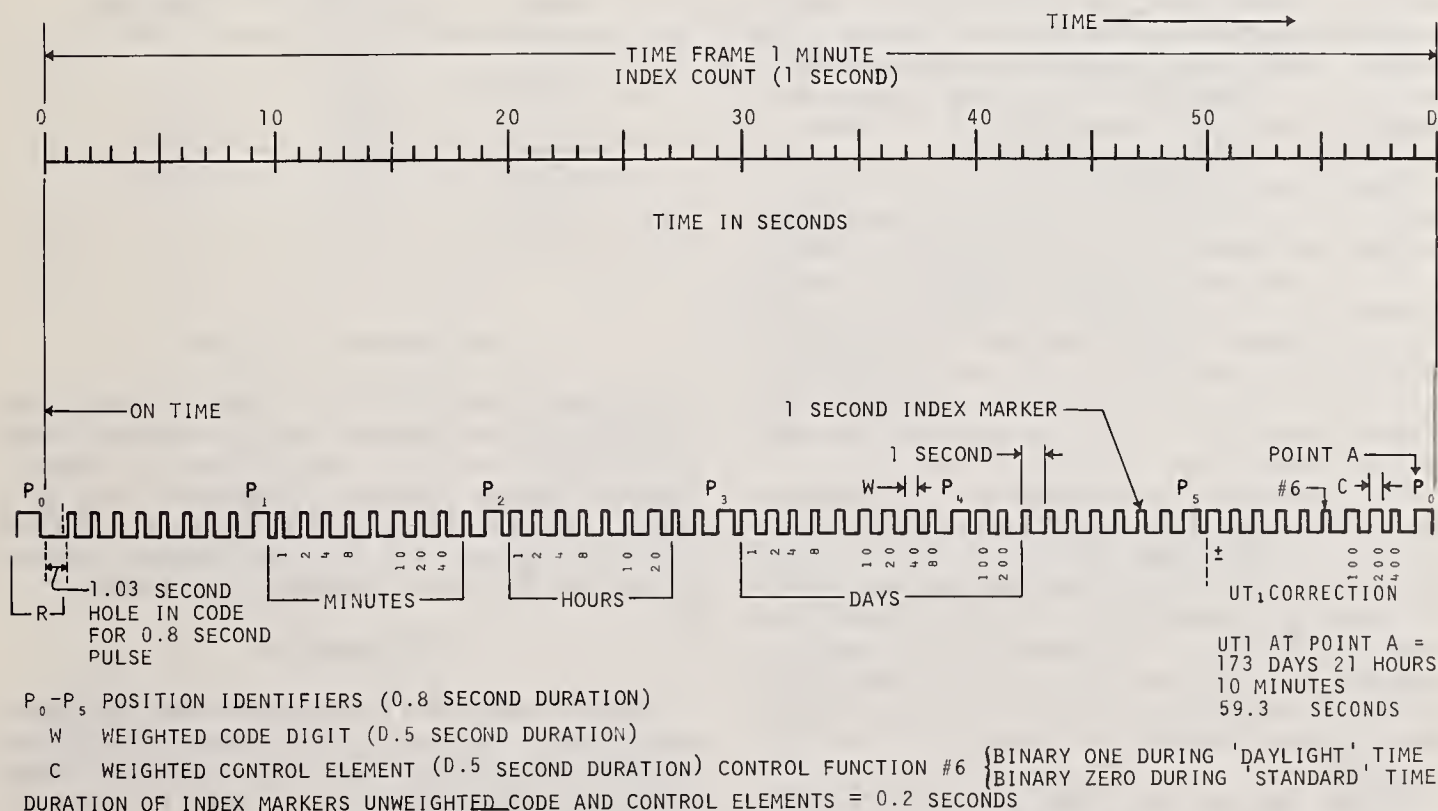 TIME
TIME FRAME 1 MINUTE
INDEX COUNT (1 SECOND)
0 10 20 30 40 50 D
TIME IN SECONDS
ON TIME
1 SECOND INDEX MARKER
1 SECOND
POINT A
P₀ P₁ P₂ P₃ W P₄ P₅ #6 C P₀
1 2 4 8 10 20 40 1 2 4 8 10 20 1 2 4 8 10 20 40 80 100 200 ± 100 200 400
MINUTES HOURS DAYS UT₁CORRECTION
R
1.03 SECOND
HOLE IN CODE
FOR 0.8 SECOND
PULSE
UT1 AT POINT A =
173 DAYS 21 HOURS
10 MINUTES
59.3 SECONDS
P₀-P₅ POSITION IDENTIFIERS (0.8 SECOND DURATION)
W WEIGHTED CODE DIGIT (D.5 SECOND DURATION)
C WEIGHTED CONTROL ELEMENT (D.5 SECOND DURATION) CONTROL FUNCTION #6 {BINARY ONE DURING 'DAYLIGHT' TIME
{BINARY ZERO DURING 'STANDARD' TIME
DURATION OF INDEX MARKERS UNWEIGHTED CODE AND CONTROL ELEMENTS = 0.2 SECONDS